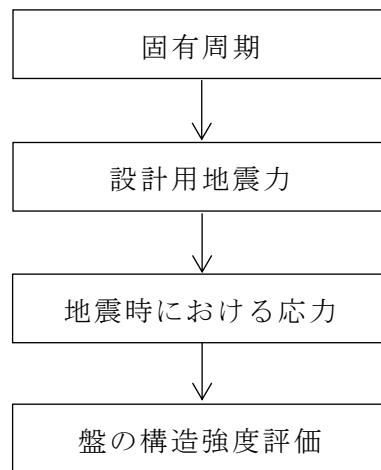 固有周期
設計用地震力
地震時における応力
盤の構造強度評価